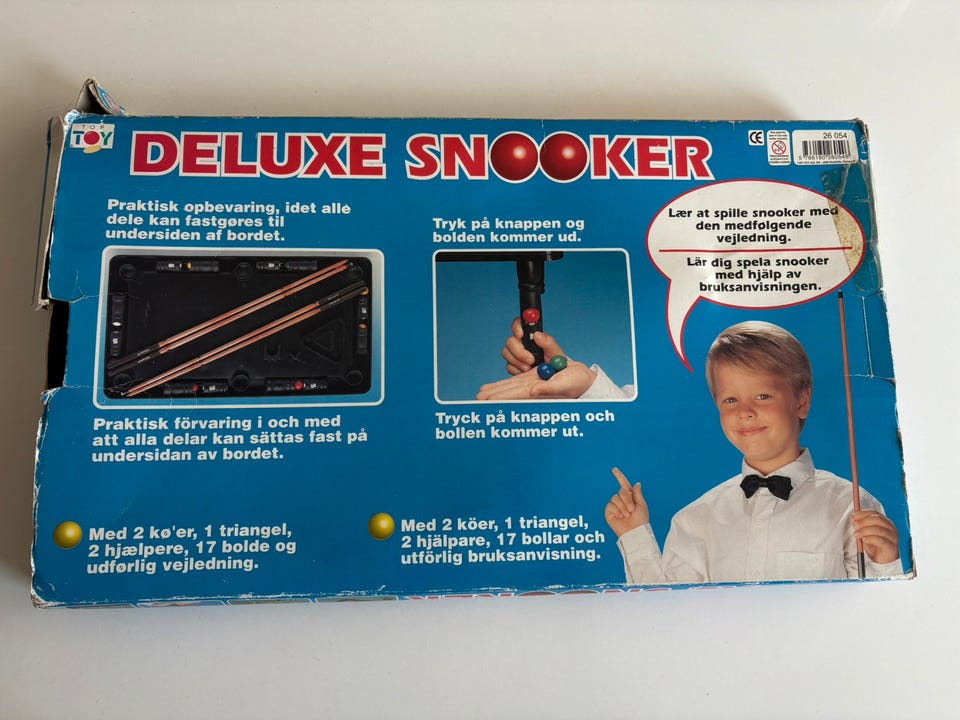 TOP
TOY
DELUXE SNOOKER
CE
26 054
Praktisk opbevaring, idet alle
dele kan fastgøres til
undersiden af bordet.
Tryk på knappen og
bolden kommer ud.
Lær at spille snooker med
den medfølgende
vejledning.
Lär dig spela snooker
med hjälp av
bruksanvisningen.
Praktisk förvaring i och med
att alla delar kan sättas fast på
undersidan av bordet.
Tryck på knappen och
bollen kommer ut.
Med 2 kø'er, 1 triangel,
2 hjælpere, 17 bolde og
udførlig vejledning.
Med 2 köer, 1 triangel,
2 hjälpare, 17 bollar och
utförlig bruksanvisning.